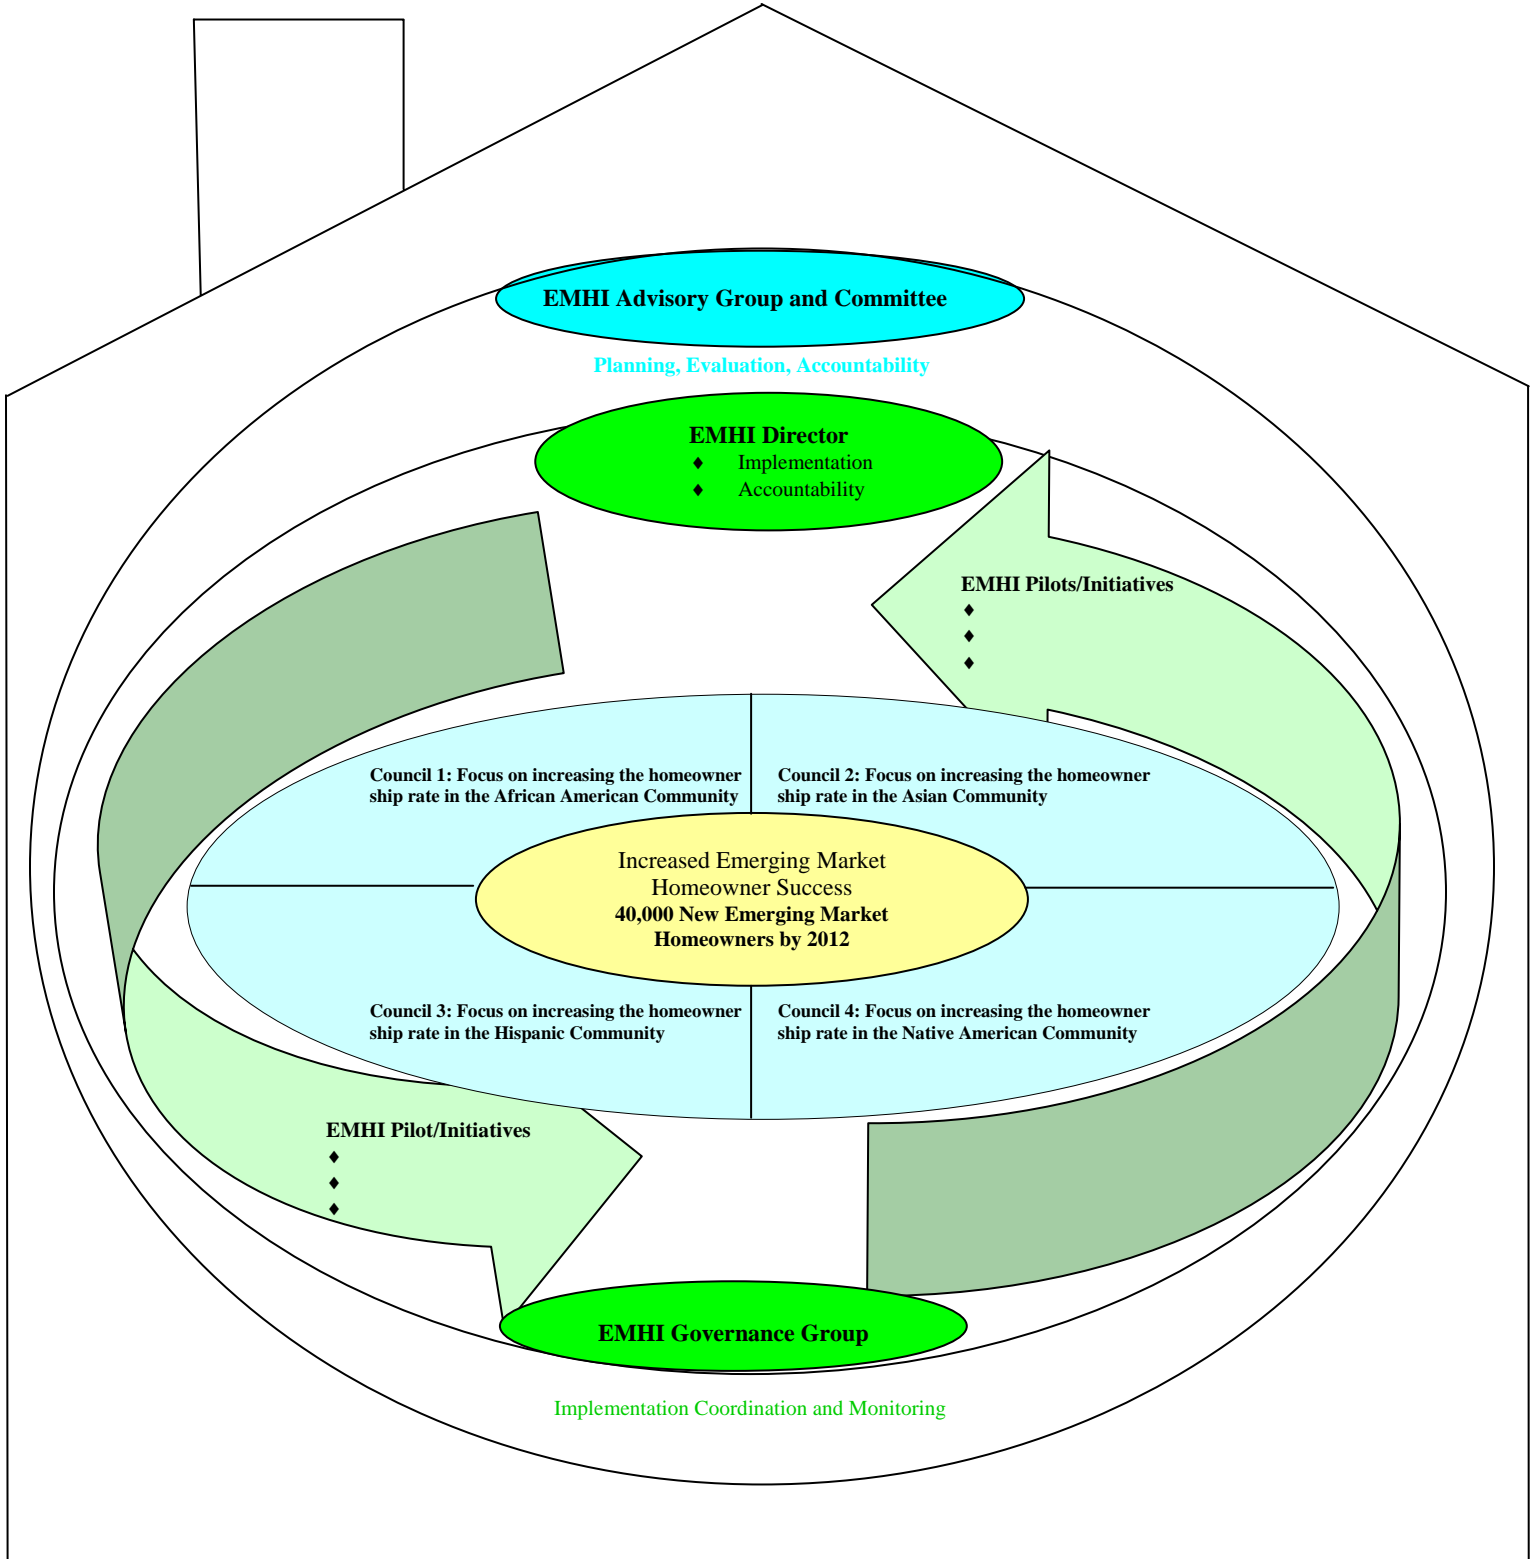 EMHI Advisory Group and Committee
Planning, Evaluation, Accountability
EMHI Director
♦ Implementation
♦ Accountability
EMHI Pilots/Initiatives
♦
♦
♦
Council 1: Focus on increasing the homeowner
ship rate in the African American Community
Council 2: Focus on increasing the homeowner
ship rate in the Asian Community
Increased Emerging Market
Homeowner Success
40,000 New Emerging Market
Homeowners by 2012
Council 3: Focus on increasing the homeowner
ship rate in the Hispanic Community
Council 4: Focus on increasing the homeowner
ship rate in the Native American Community
EMHI Pilot/Initiatives
♦
♦
♦
EMHI Governance Group
Implementation Coordination and Monitoring